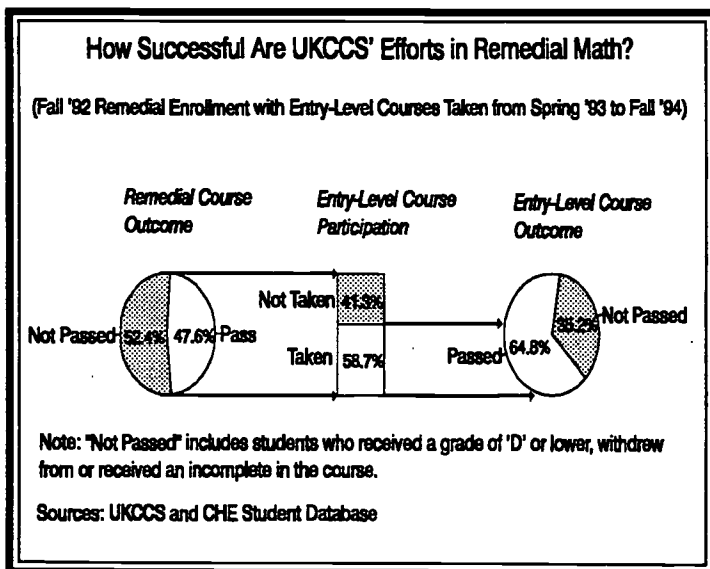 How Successful Are UKCCS' Efforts in Remedial Math?
(Fall '92 Remedial Enrollment with Entry-Level Courses Taken from Spring '93 to Fall '94)
Remedial Course
Outcome
Entry-Level Course
Participation
Entry-Level Course
Outcome
Not Passed
52.4%
47.6%
Pass
Not Taken
41.3%
Taken
58.7%
Passed
64.8%
35.2%
Not Passed
Note: "Not Passed" includes students who received a grade of 'D' or lower, withdrew
from or received an incomplete in the course.
Sources: UKCCS and CHE Student Database